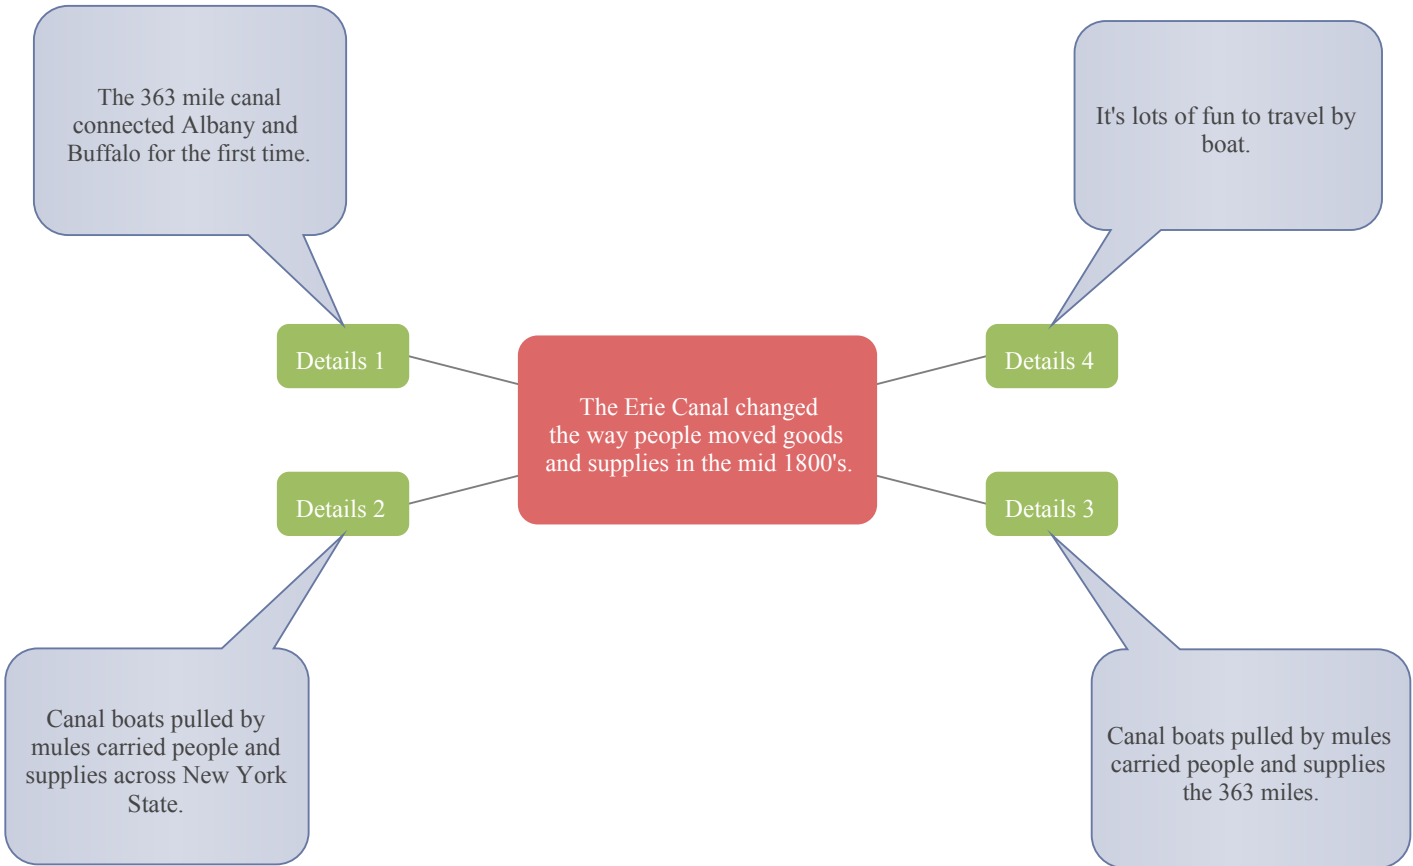 The 363 mile canal
connected Albany and
Buffalo for the first time.
It's lots of fun to travel by
boat.
Details 1
Details 4
The Erie Canal changed
the way people moved goods
and supplies in the mid 1800's.
Details 2
Details 3
Canal boats pulled by
mules carried people and
supplies across New York
State.
Canal boats pulled by mules
carried people and supplies
the 363 miles.